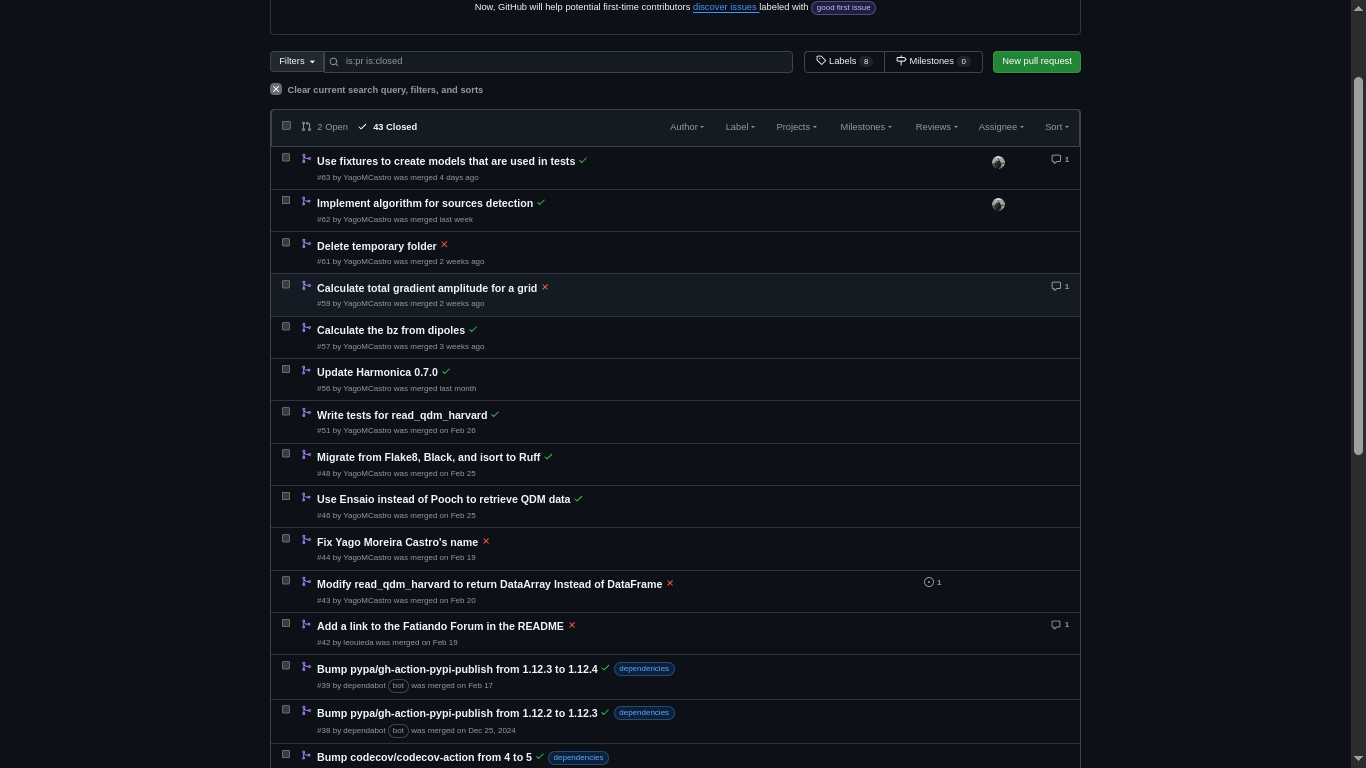 Now, GitHub will help potential first-time contributors discover issues labeled with good first issue
Filters is:pr is:closed Labels 8 Milestones 0 New pull request
Clear current search query, filters, and sorts
2 Open 43 Closed Author Label Projects Milestones Reviews Assignee Sort
Use fixtures to create models that are used in tests 1
#63 by YagoMCastro was merged 4 days ago
Implement algorithm for sources detection
#62 by YagoMCastro was merged last week
Delete temporary folder
#61 by YagoMCastro was merged 2 weeks ago
Calculate total gradient amplitude for a grid 1
#59 by YagoMCastro was merged 2 weeks ago
Calculate the bz from dipoles
#57 by YagoMCastro was merged 3 weeks ago
Update Harmonica 0.7.0
#56 by YagoMCastro was merged last month
Write tests for read_qdm_harvard
#51 by YagoMCastro was merged on Feb 26
Migrate from Flake8, Black, and isort to Ruff
#48 by YagoMCastro was merged on Feb 25
Use Ensaio instead of Pooch to retrieve QDM data
#46 by YagoMCastro was merged on Feb 25
Fix Yago Moreira Castro's name
#44 by YagoMCastro was merged on Feb 19
Modify read_qdm_harvard to return DataArray Instead of DataFrame 1
#43 by YagoMCastro was merged on Feb 20
Add a link to the Fatiando Forum in the README 1
#42 by leouieda was merged on Feb 19
Bump pypa/gh-action-pypi-publish from 1.12.3 to 1.12.4 dependencies
#39 by dependabot bot was merged on Feb 17
Bump pypa/gh-action-pypi-publish from 1.12.2 to 1.12.3 dependencies
#38 by dependabot bot was merged on Dec 25, 2024
Bump codecov/codecov-action from 4 to 5 dependencies